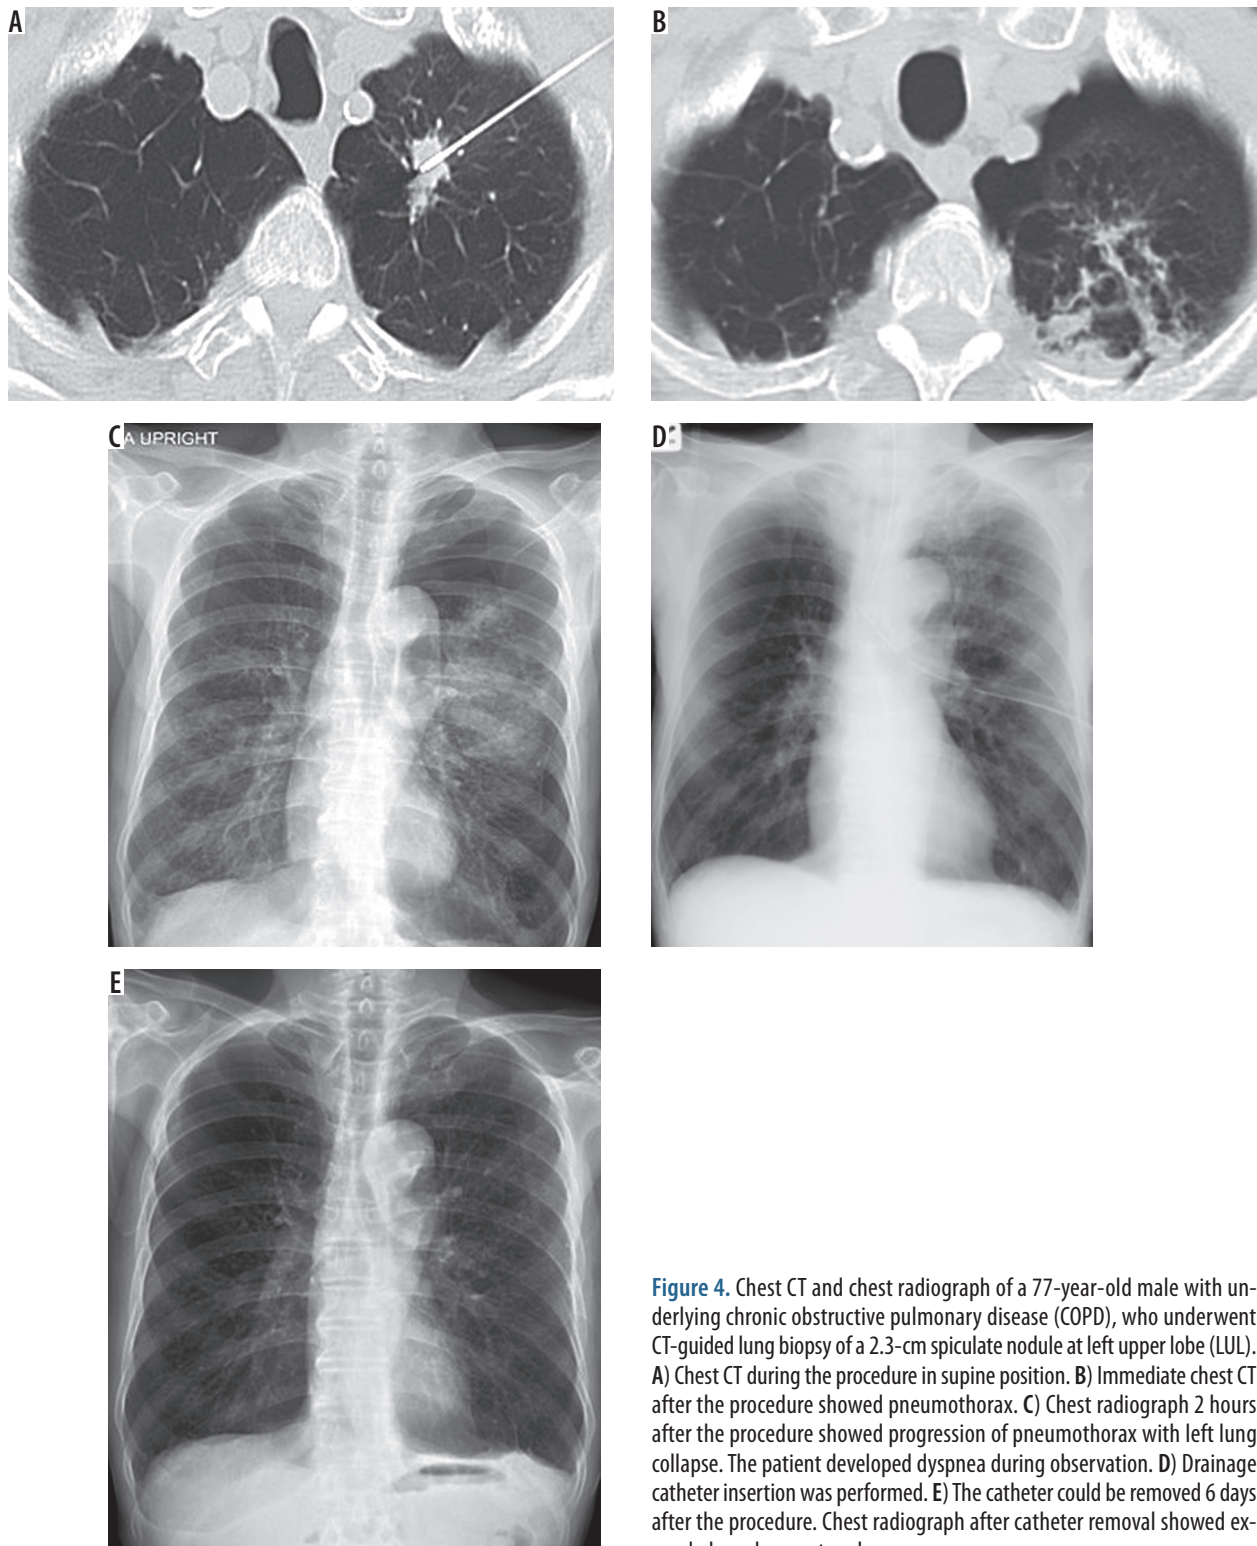 A
B
C A UPRIGHT
D
E
Figure 4. Chest CT and chest radiograph of a 77-year-old male with un-
derlying chronic obstructive pulmonary disease (COPD), who underwent
CT-guided lung biopsy of a 2.3-cm spiculate nodule at left upper lobe (LUL).
A) Chest CT during the procedure in supine position. B) Immediate chest CT
after the procedure showed pneumothorax. C) Chest radiograph 2 hours
after the procedure showed progression of pneumothorax with left lung
collapse. The patient developed dyspnea during observation. D) Drainage
catheter insertion was performed. E) The catheter could be removed 6 days
after the procedure. Chest radiograph after catheter removal showed ex-